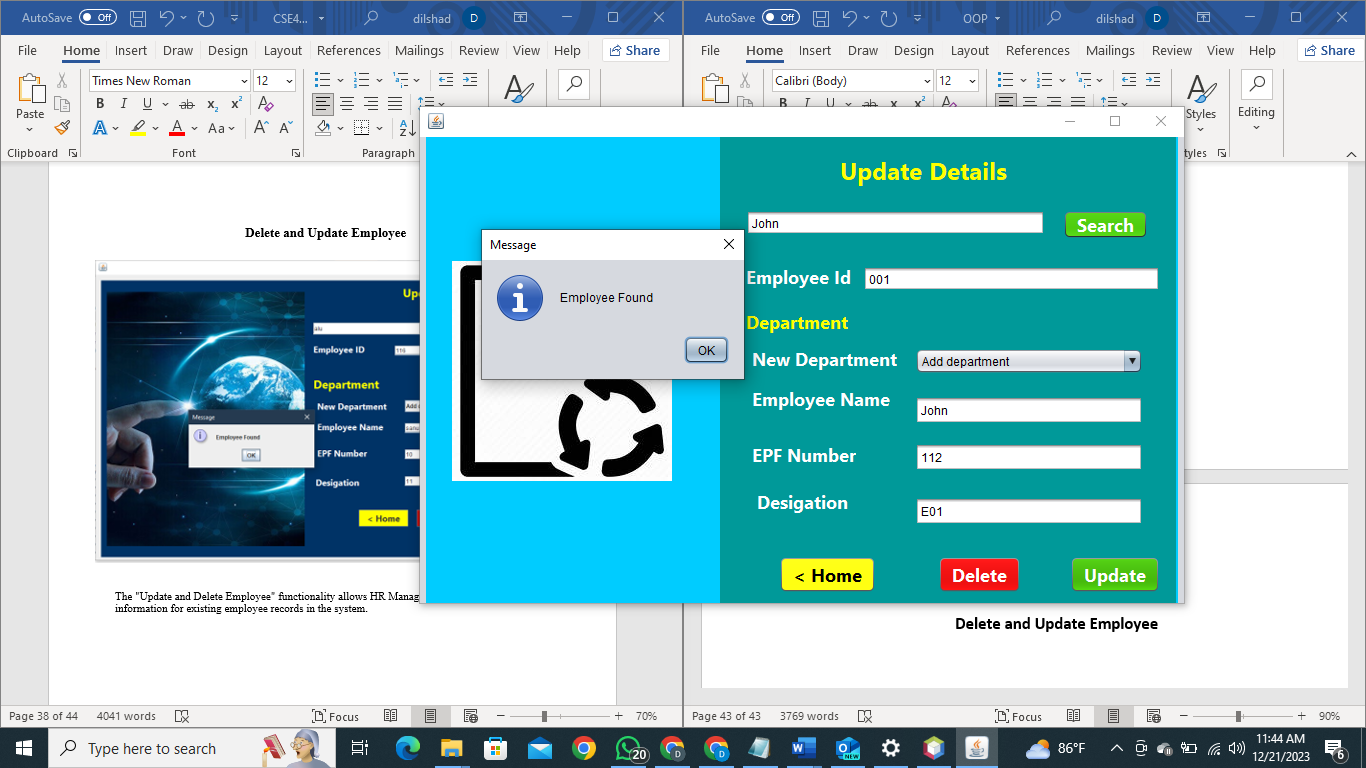 AutoSave Off CSE4... dilshad D
File Home Insert Draw Design Layout References Mailings Review View Help Share
Times New Roman 12
Paste
B I U ab x₂ x² A
A A Aa A A
Clipboard Font Paragraph
AutoSave Off OOP dilshad D
File Home Insert Draw Design Layout References Mailings Review View Help Share
Calibri (Body) 12
Styles Editing
Delete and Update Employee
alu
Employee ID 110
Department
New Department
Employee Name
EPF Number 10
Desigation 11
Message
Employee Found
OK
< Home
The "Update and Delete Employee" functionality allows HR Manag
information for existing employee records in the system.
Update Details
John Search
Employee Id 001
Department
New Department Add department
Employee Name John
EPF Number 112
Desigation E01
< Home Delete Update
Message
Employee Found
OK
Delete and Update Employee
Page 38 of 44 4041 words Focus 70%
Page 43 of 43 3769 words Focus 90%
Type here to search 20 D D NEW 86°F 11:44 AM
12/21/2023 6